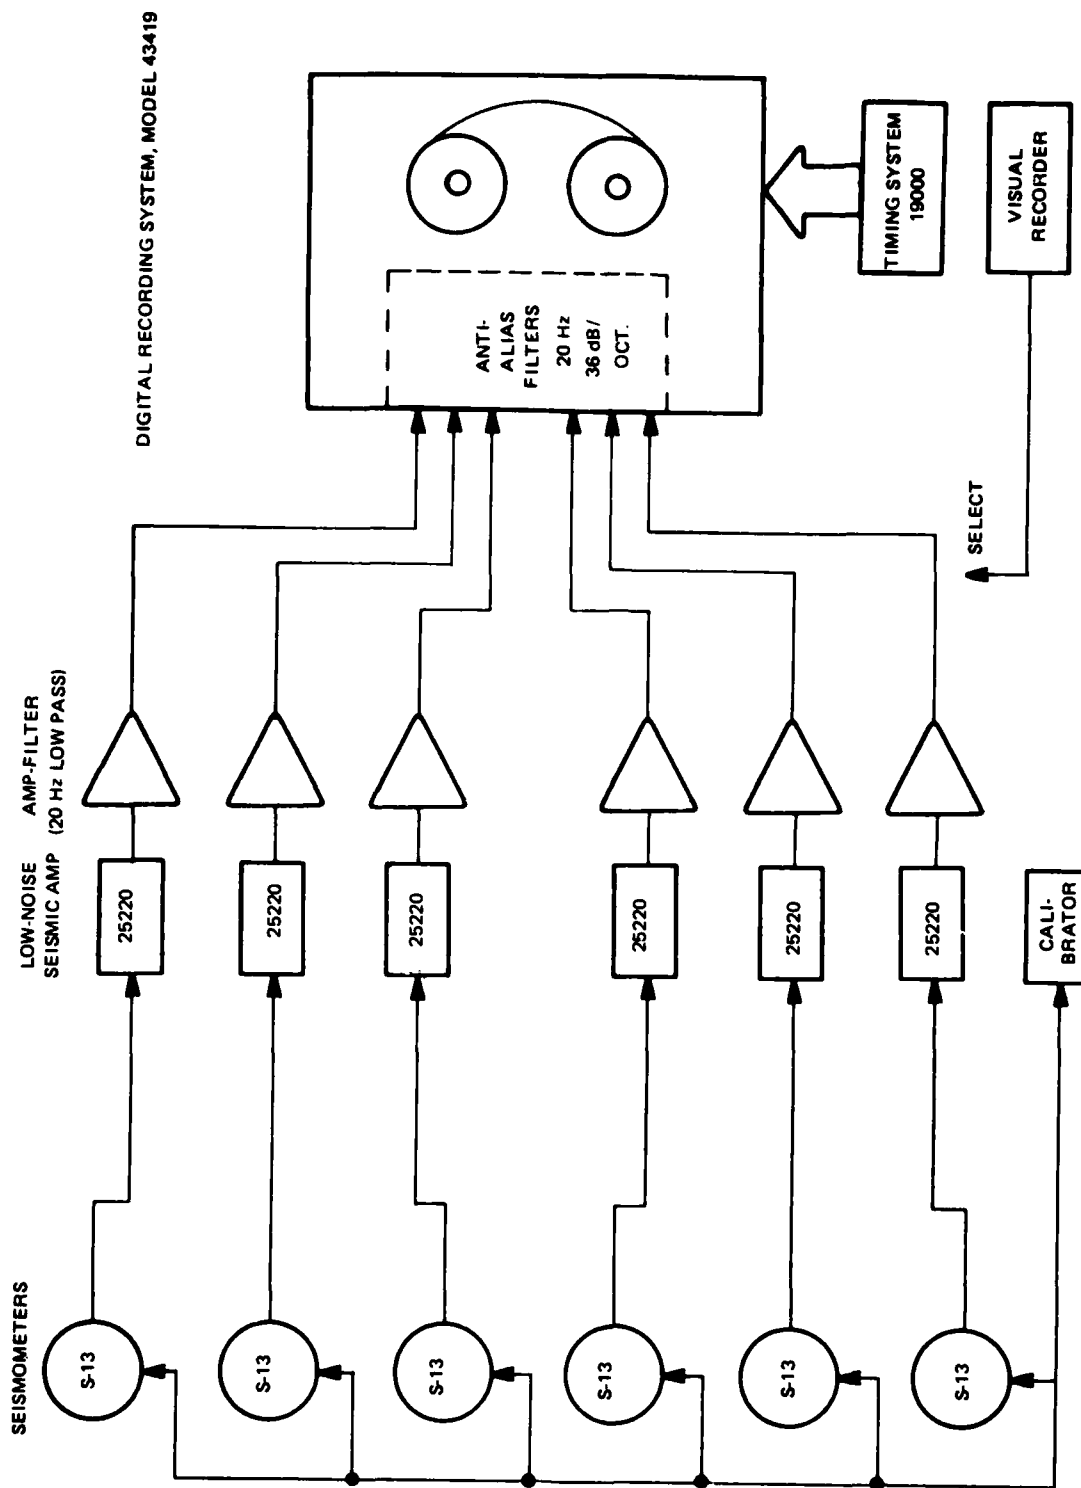 SEISMOMETERS
LOW-NOISE
SEISMIC AMP
AMP-FILTER
(20 Hz LOW PASS)
DIGITAL RECORDING SYSTEM, MODEL 43419
S-13
25220
S-13
25220
S-13
25220
S-13
25220
S-13
25220
S-13
25220
ANTI-
ALIAS
FILTERS
20 Hz
36 dB/
OCT.
TIMING SYSTEM
19000
CALI-
BRATOR
SELECT
VISUAL
RECORDER